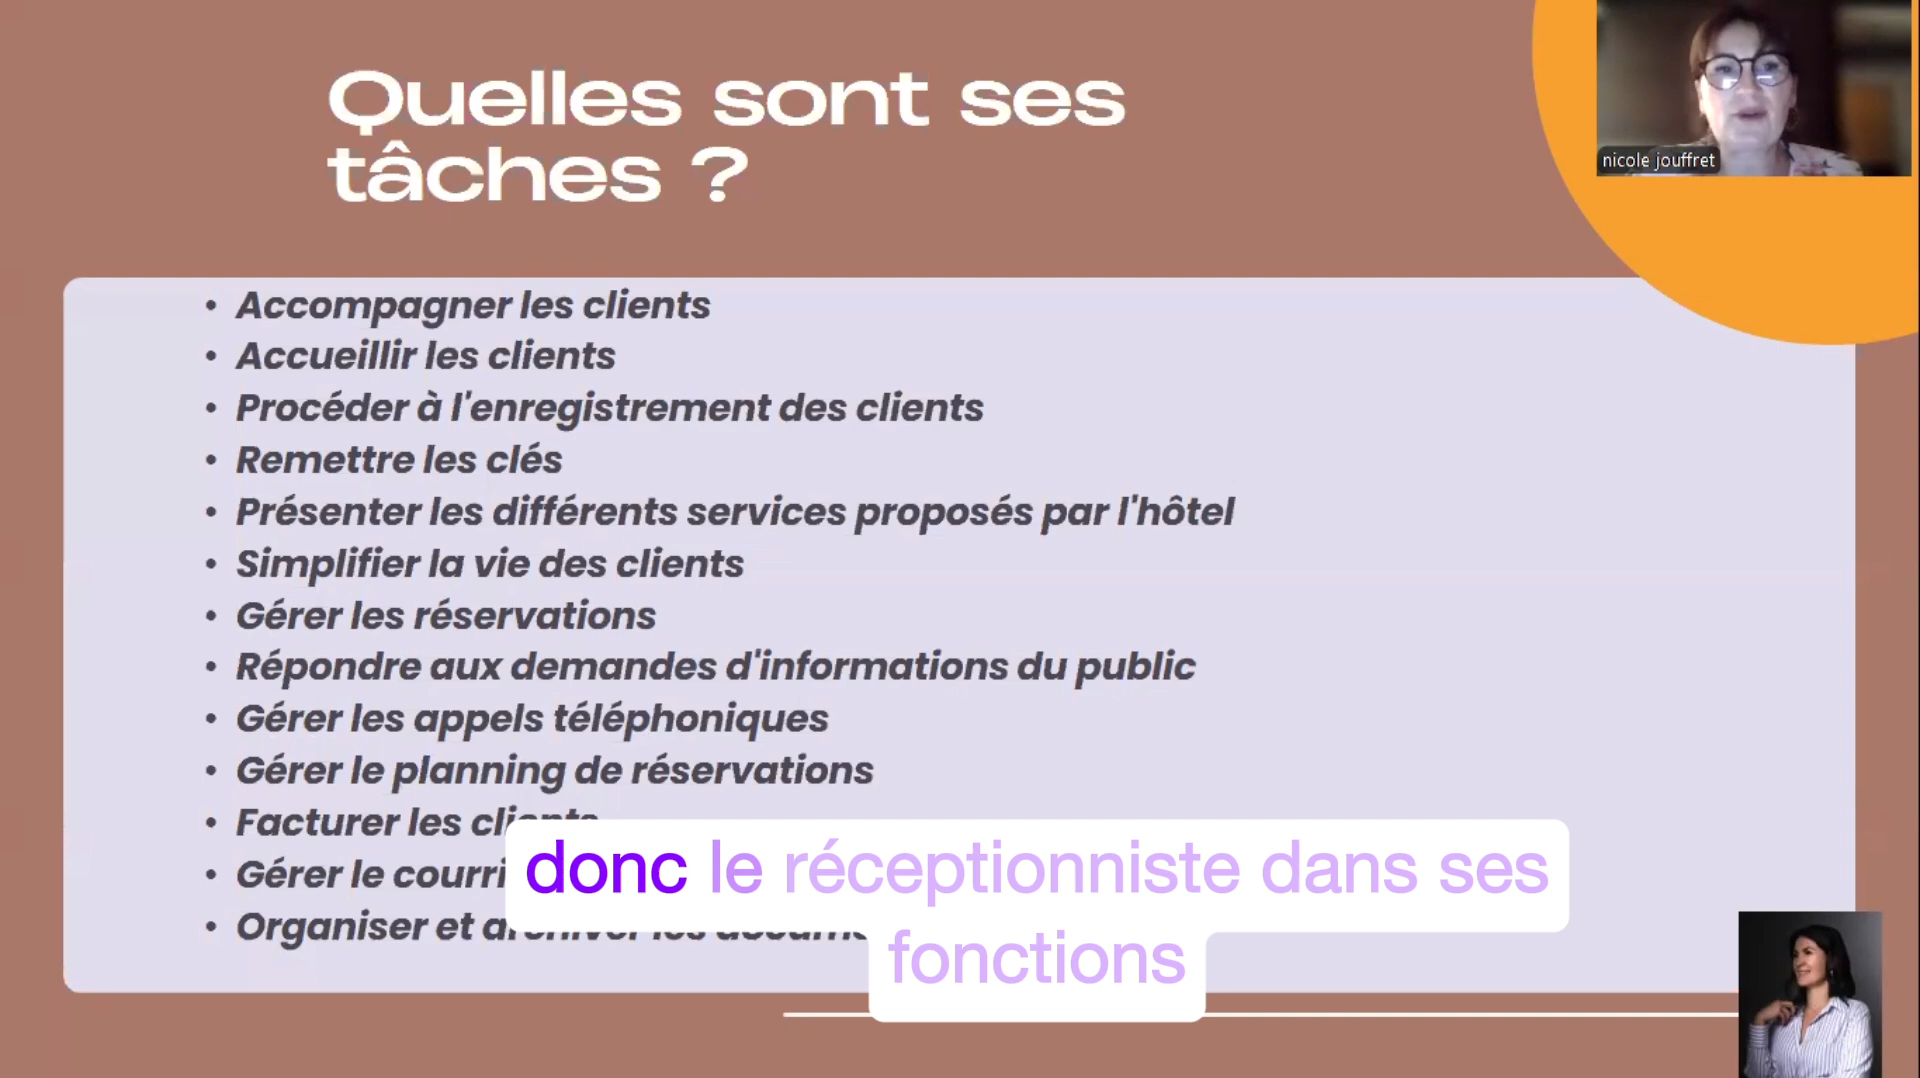 Quelles sont ses
tâches ?
nicole jouffret
• Accompagner les clients
• Accueillir les clients
• Procéder à l'enregistrement des clients
• Remettre les clés
• Présenter les différents services proposés par l'hôtel
• Simplifier la vie des clients
• Gérer les réservations
• Répondre aux demandes d'informations du public
• Gérer les appels téléphoniques
• Gérer le planning de réservations
• Facturer les clients
• Gérer le
• Organiser et archiver les
donc le réceptionniste dans ses
fonctions